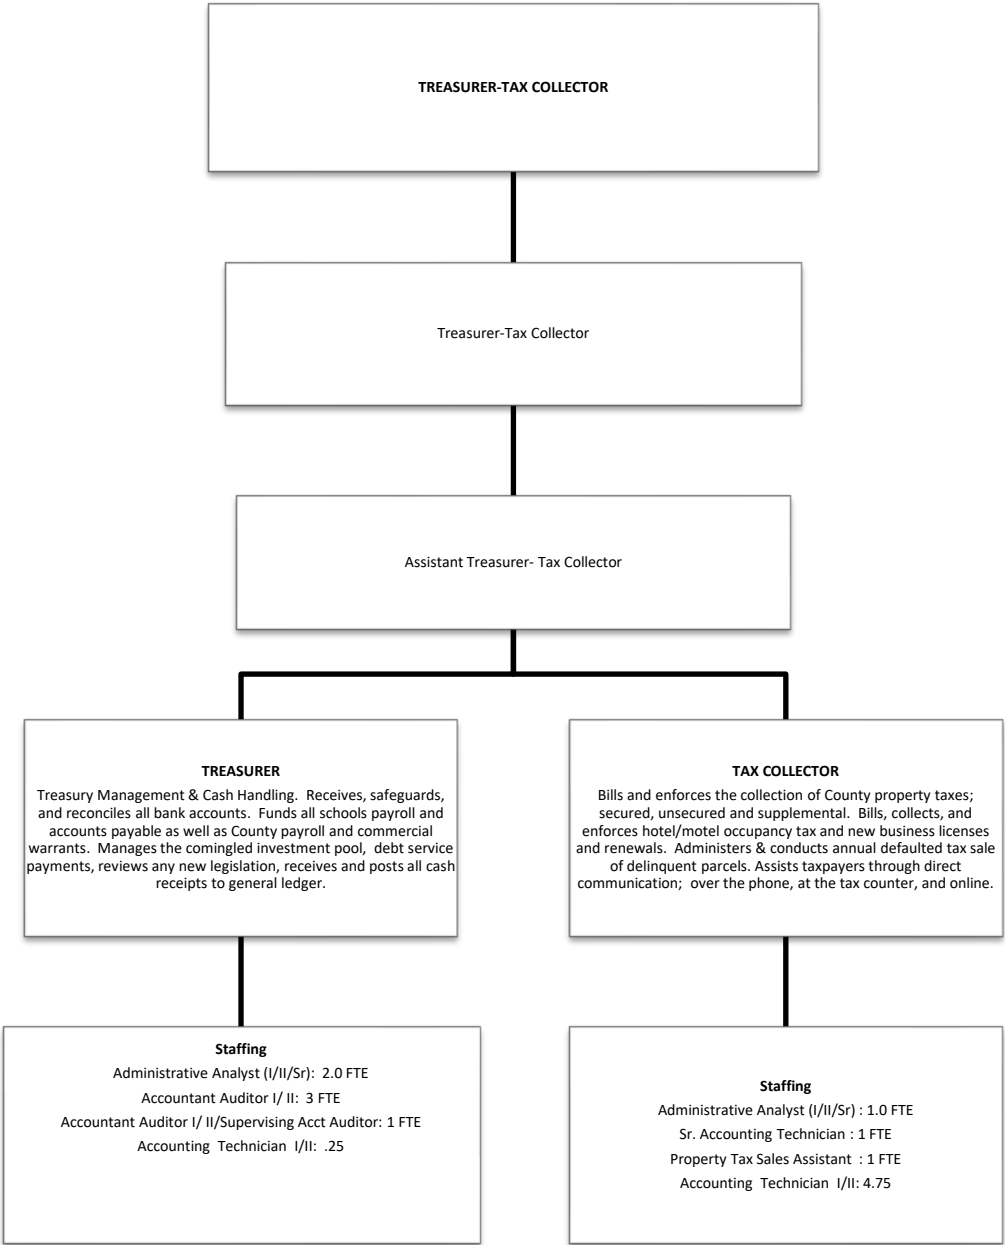 TREASURER-TAX COLLECTOR
Treasurer-Tax Collector
Assistant Treasurer- Tax Collector
TREASURER
Treasury Management & Cash Handling.  Receives, safeguards,
and reconciles all bank accounts.  Funds all schools payroll and
accounts payable as well as County payroll and commercial
warrants.  Manages the comingled investment pool,  debt service
payments, reviews any new legislation, receives and posts all cash
receipts to general ledger.
TAX COLLECTOR
Bills and enforces the collection of County property taxes;
secured, unsecured and supplemental.  Bills, collects, and
enforces hotel/motel occupancy tax and new business licenses
and renewals.  Administers & conducts annual defaulted tax sale
of delinquent parcels. Assists taxpayers through direct
communication;  over the phone, at the tax counter, and online.
Staffing
Administrative Analyst (I/II/Sr):  2.0 FTE
Accountant Auditor I/ II:  3 FTE
Accountant Auditor I/ II/Supervising Acct Auditor: 1 FTE
Accounting  Technician  I/II:  .25
Staffing
Administrative Analyst (I/II/Sr) : 1.0 FTE
Sr. Accounting Technician : 1 FTE
Property Tax Sales Assistant  : 1 FTE
Accounting  Technician  I/II: 4.75